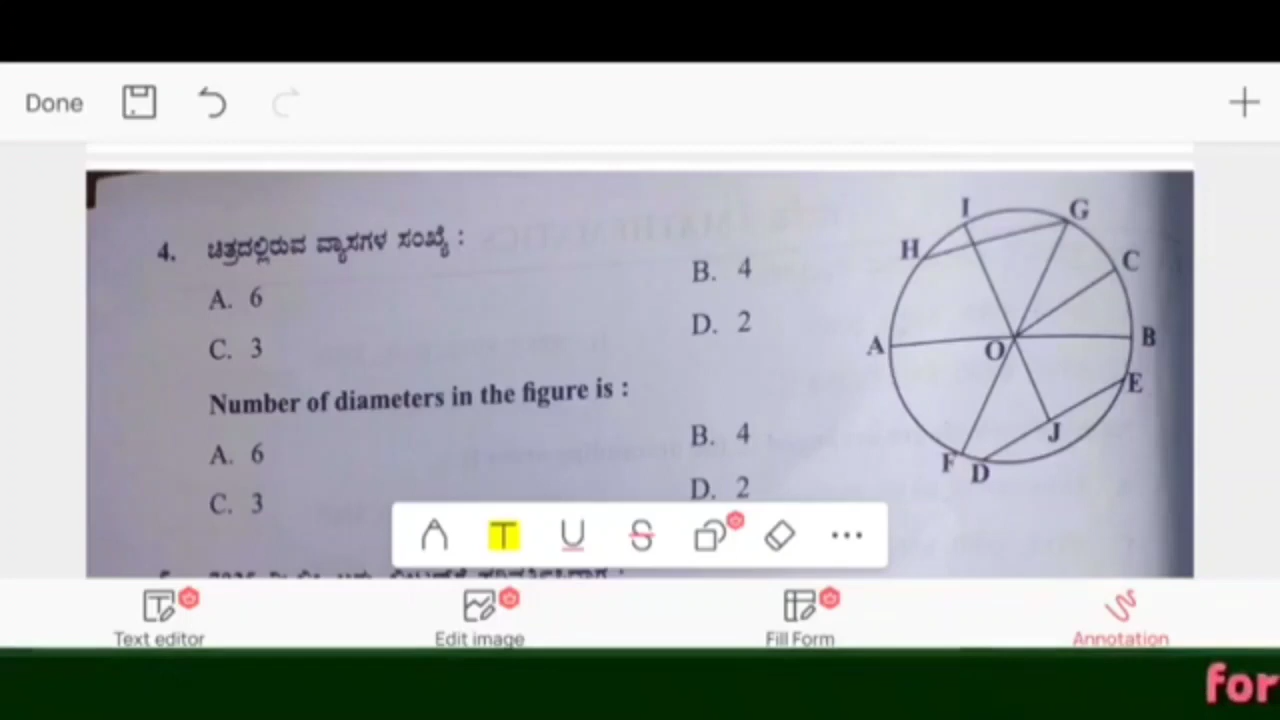 Done
4. ಚಿತ್ರದಲ್ಲಿರುವ ವ್ಯಾಸಗಳ ಸಂಖ್ಯೆ :
A. 6
B. 4
C. 3
D. 2
Number of diameters in the figure is :
A. 6
B. 4
C. 3
D. 2
I
G
H
C
A
O
B
E
J
F
D
T
U
S
Text editor
Edit image
Fill Form
Annotation
for